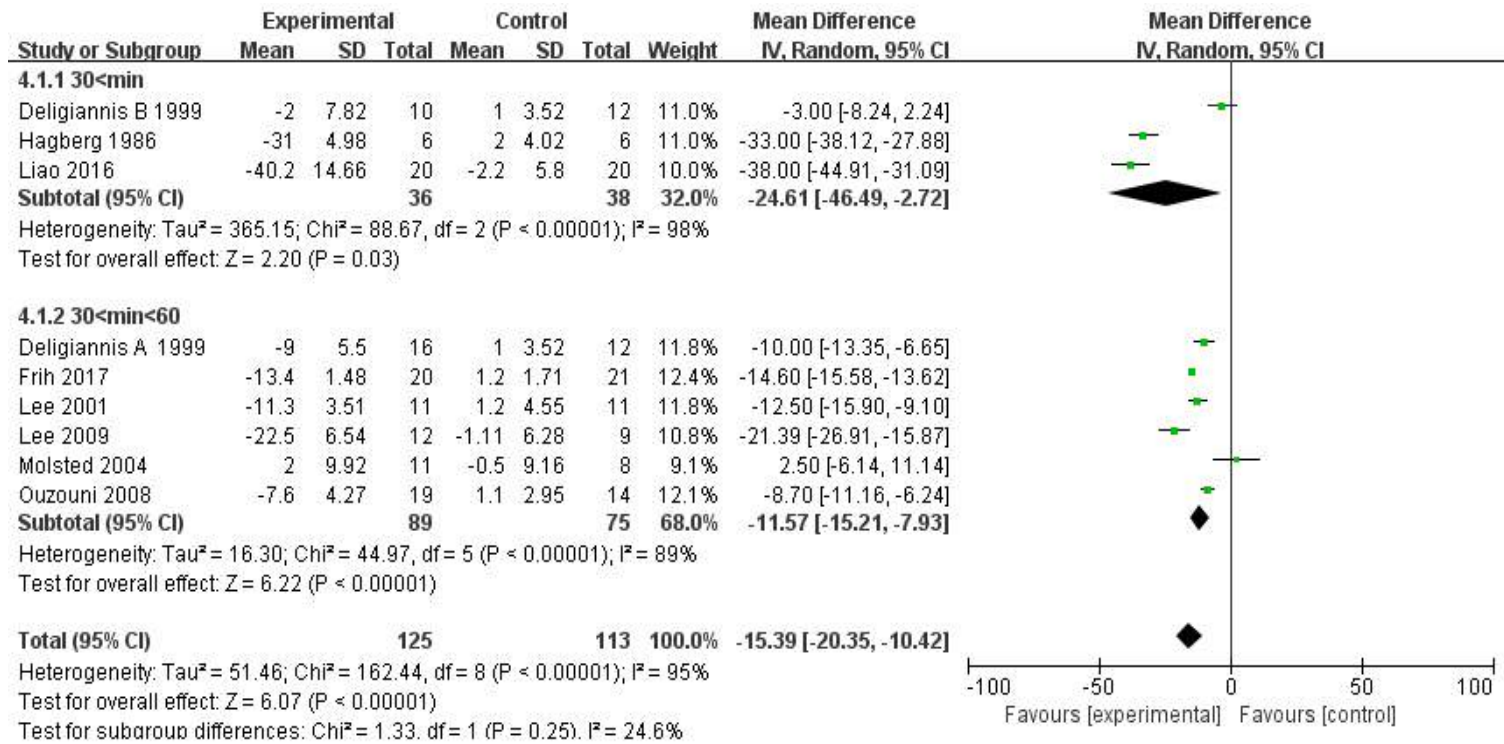 Experimental Control Mean Difference Mean Difference
Study or Subgroup Mean SD Total Mean SD Total Weight IV, Random, 95% CI IV, Random, 95% CI
4.1.1 30<min
Deligiannis B 1999 -2 7.82 10 1 3.52 12 11.0% -3.00 [-8.24, 2.24]
Hagberg 1986 -31 4.98 6 2 4.02 6 11.0% -33.00 [-38.12, -27.88]
Liao 2016 -40.2 14.66 20 -2.2 5.8 20 10.0% -38.00 [-44.91, -31.09]
Subtotal (95% CI) 36 38 32.0% -24.61 [-46.49, -2.72]
Heterogeneity: Tau² = 365.15; Chi² = 88.67, df = 2 (P < 0.00001); I² = 98%
Test for overall effect: Z = 2.20 (P = 0.03)
4.1.2 30<min<60
Deligiannis A 1999 -9 5.5 16 1 3.52 12 11.8% -10.00 [-13.35, -6.65]
Frih 2017 -13.4 1.48 20 1.2 1.71 21 12.4% -14.60 [-15.58, -13.62]
Lee 2001 -11.3 3.51 11 1.2 4.55 11 11.8% -12.50 [-15.90, -9.10]
Lee 2009 -22.5 6.54 12 -1.11 6.28 9 10.8% -21.39 [-26.91, -15.87]
Molsted 2004 2 9.92 11 -0.5 9.16 8 9.1% 2.50 [-6.14, 11.14]
Ouzouni 2008 -7.6 4.27 19 1.1 2.95 14 12.1% -8.70 [-11.16, -6.24]
Subtotal (95% CI) 89 75 68.0% -11.57 [-15.21, -7.93]
Heterogeneity: Tau² = 16.30; Chi² = 44.97, df = 5 (P < 0.00001); I² = 89%
Test for overall effect: Z = 6.22 (P < 0.00001)
Total (95% CI) 125 113 100.0% -15.39 [-20.35, -10.42]
Heterogeneity: Tau² = 51.46; Chi² = 162.44, df = 8 (P < 0.00001); I² = 95%
Test for overall effect: Z = 6.07 (P < 0.00001)
Test for subgroup differences: Chi² = 1.33, df = 1 (P = 0.25), I² = 24.6%
-100 -50 0 50 100
Favours [experimental] Favours [control]